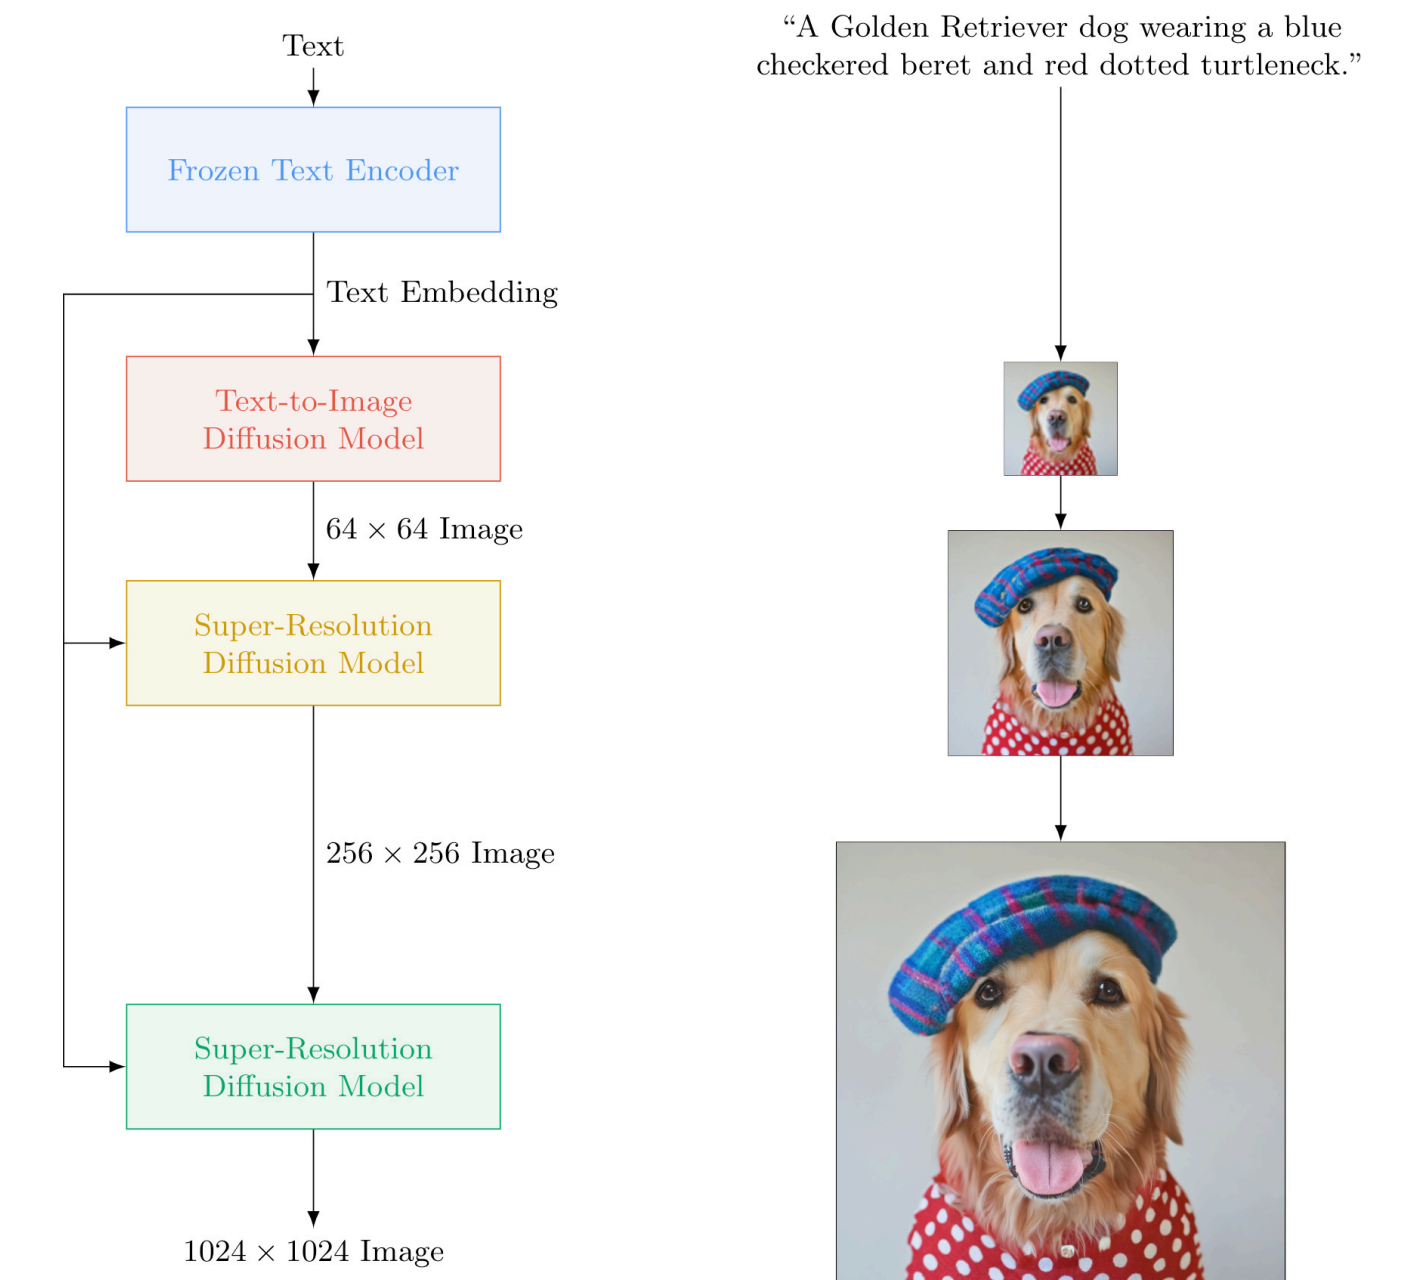 Text
Frozen Text Encoder
Text Embedding
Text-to-Image
Diffusion Model
64 × 64 Image
Super-Resolution
Diffusion Model
256 × 256 Image
Super-Resolution
Diffusion Model
1024 × 1024 Image
“A Golden Retriever dog wearing a blue
checkered beret and red dotted turtleneck.”